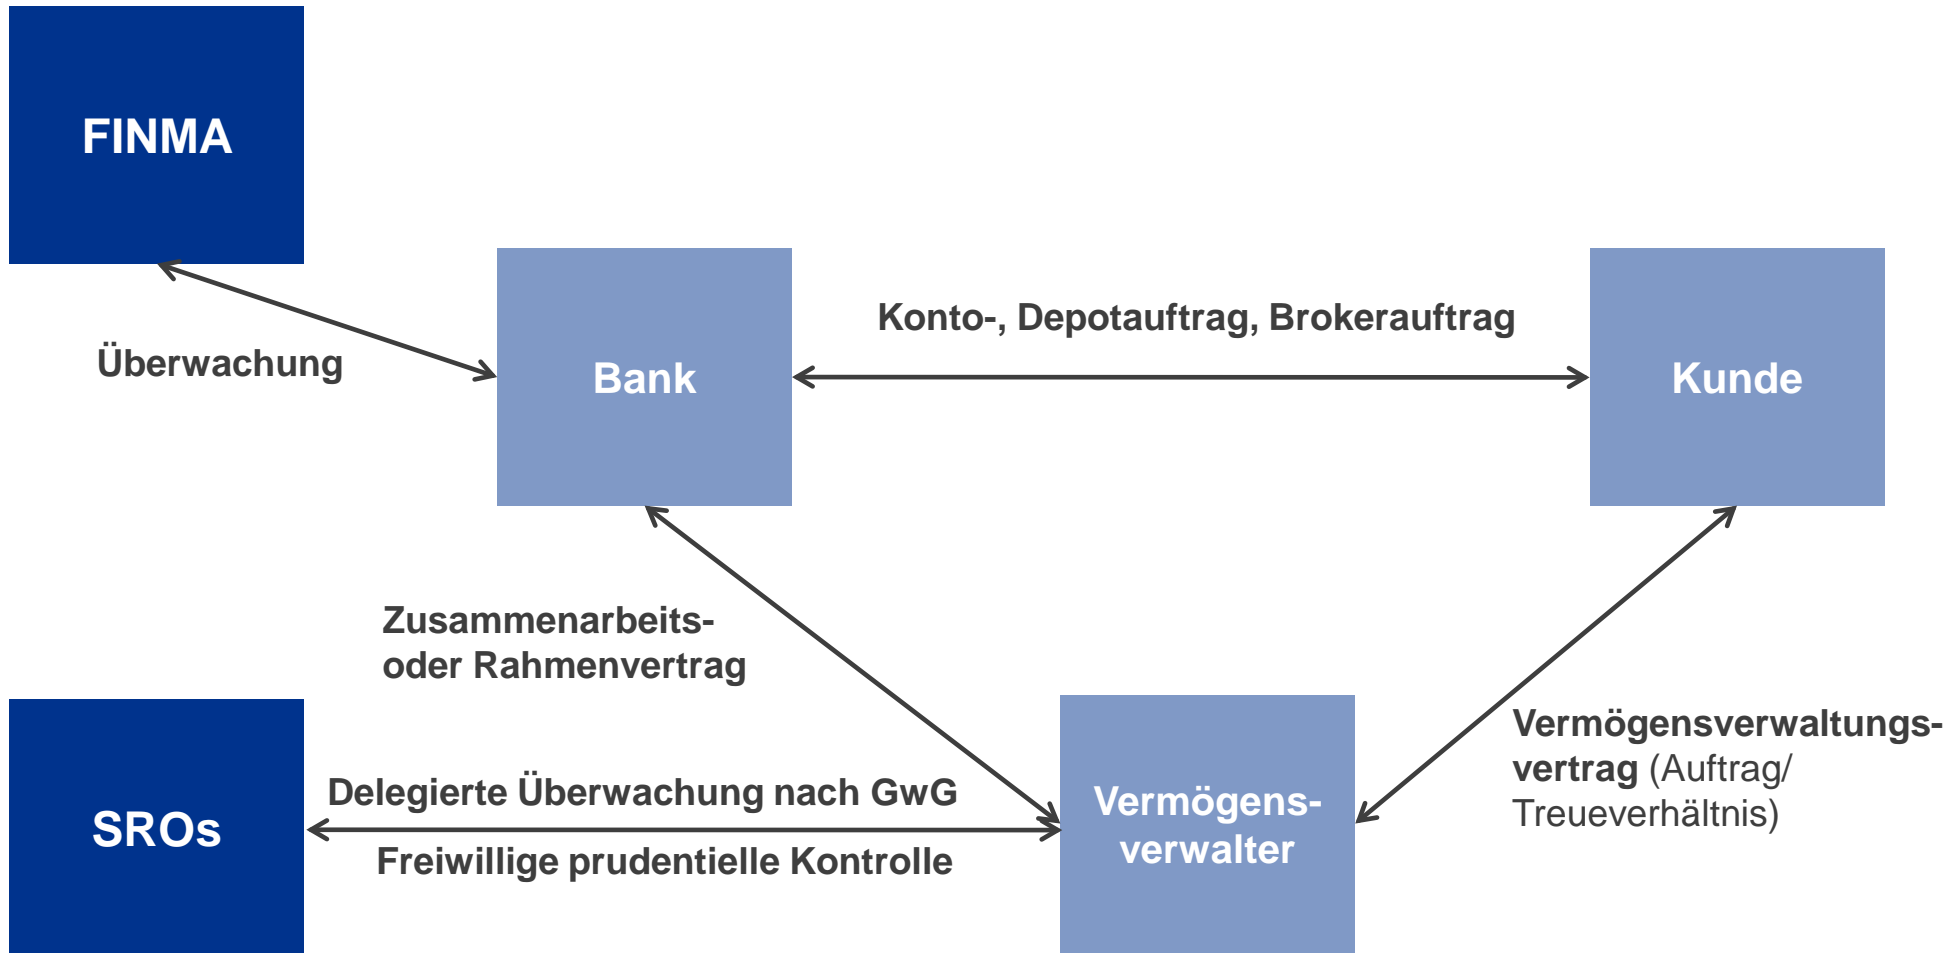 FINMA
Überwachung
Bank
Konto-, Depotauftrag, Brokerauftrag
Kunde
Zusammenarbeits-
oder Rahmenvertrag
Vermögensverwaltungs-
vertrag (Auftrag/
Treueverhältnis)
SROs
Delegierte Überwachung nach GwG
Freiwillige prudentielle Kontrolle
Vermögens-
verwalter